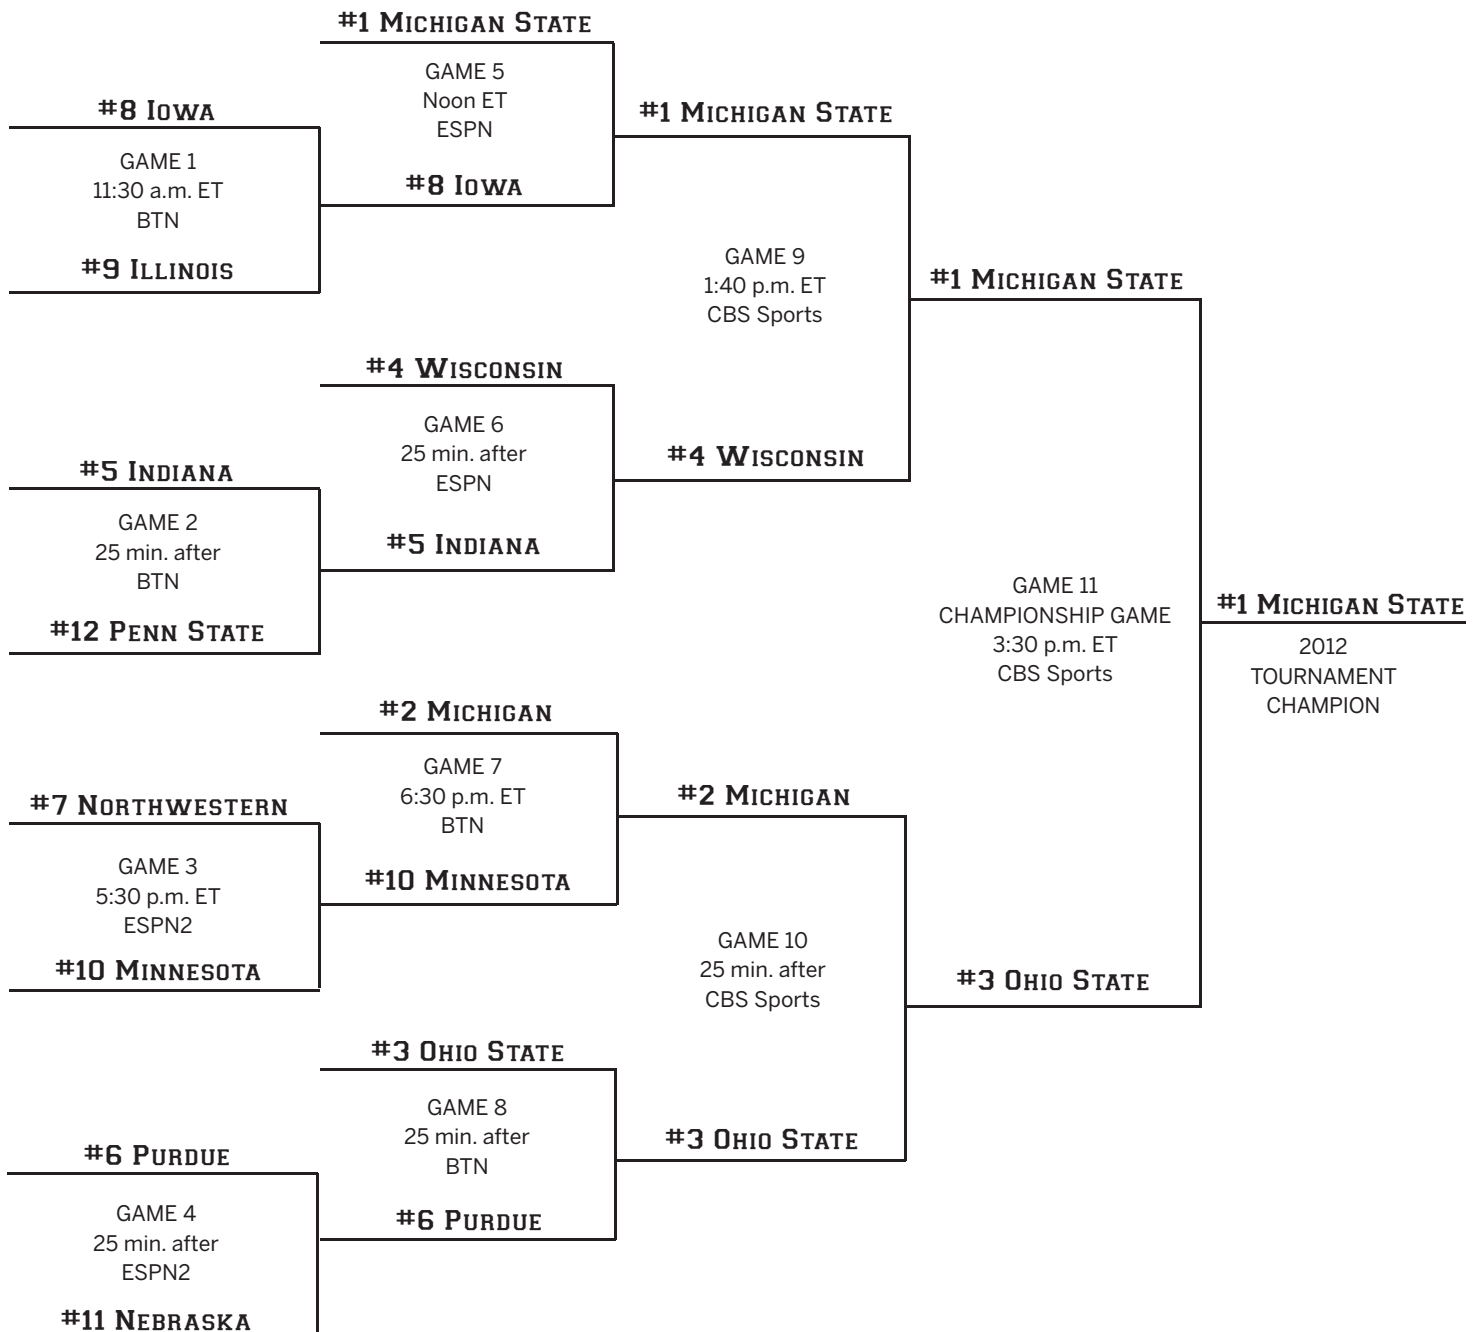 #1 Michigan State
GAME 5
Noon ET
ESPN
#8 Iowa
#8 Iowa
GAME 1
11:30 a.m. ET
BTN
#9 Illinois
#1 Michigan State
GAME 9
1:40 p.m. ET
CBS Sports
#4 Wisconsin
#4 Wisconsin
GAME 6
25 min. after
ESPN
#5 Indiana
#5 Indiana
GAME 2
25 min. after
BTN
#12 Penn State
#1 Michigan State
GAME 11
CHAMPIONSHIP GAME
3:30 p.m. ET
CBS Sports
#3 Ohio State
#1 Michigan State
2012
TOURNAMENT
CHAMPION
#2 Michigan
GAME 7
6:30 p.m. ET
BTN
#10 Minnesota
#7 Northwestern
GAME 3
5:30 p.m. ET
ESPN2
#10 Minnesota
#2 Michigan
GAME 10
25 min. after
CBS Sports
#3 Ohio State
#3 Ohio State
GAME 8
25 min. after
BTN
#6 Purdue
#6 Purdue
GAME 4
25 min. after
ESPN2
#11 Nebraska